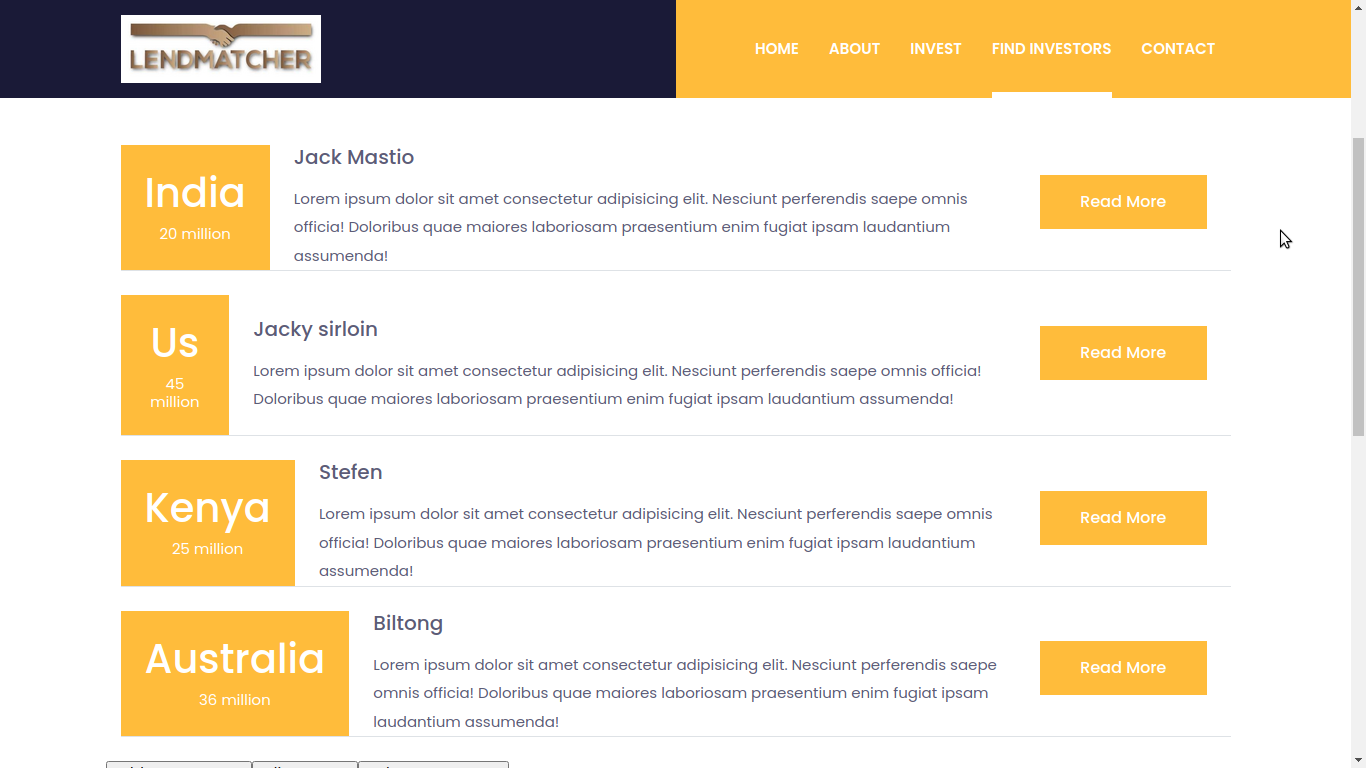 LENDMATCHER
HOME ABOUT INVEST FIND INVESTORS CONTACT
India
20 million
Jack Mastio
Lorem ipsum dolor sit amet consectetur adipisicing elit. Nesciunt perferendis saepe omnis
officia! Doloribus quae maiores laboriosam praesentium enim fugiat ipsam laudantium
assumenda!
Read More
Us
45
million
Jacky sirloin
Lorem ipsum dolor sit amet consectetur adipisicing elit. Nesciunt perferendis saepe omnis officia!
Doloribus quae maiores laboriosam praesentium enim fugiat ipsam laudantium assumenda!
Read More
Kenya
25 million
Stefen
Lorem ipsum dolor sit amet consectetur adipisicing elit. Nesciunt perferendis saepe omnis
officia! Doloribus quae maiores laboriosam praesentium enim fugiat ipsam laudantium
assumenda!
Read More
Australia
36 million
Biltong
Lorem ipsum dolor sit amet consectetur adipisicing elit. Nesciunt perferendis saepe
omnis officia! Doloribus quae maiores laboriosam praesentium enim fugiat ipsam
laudantium assumenda!
Read More